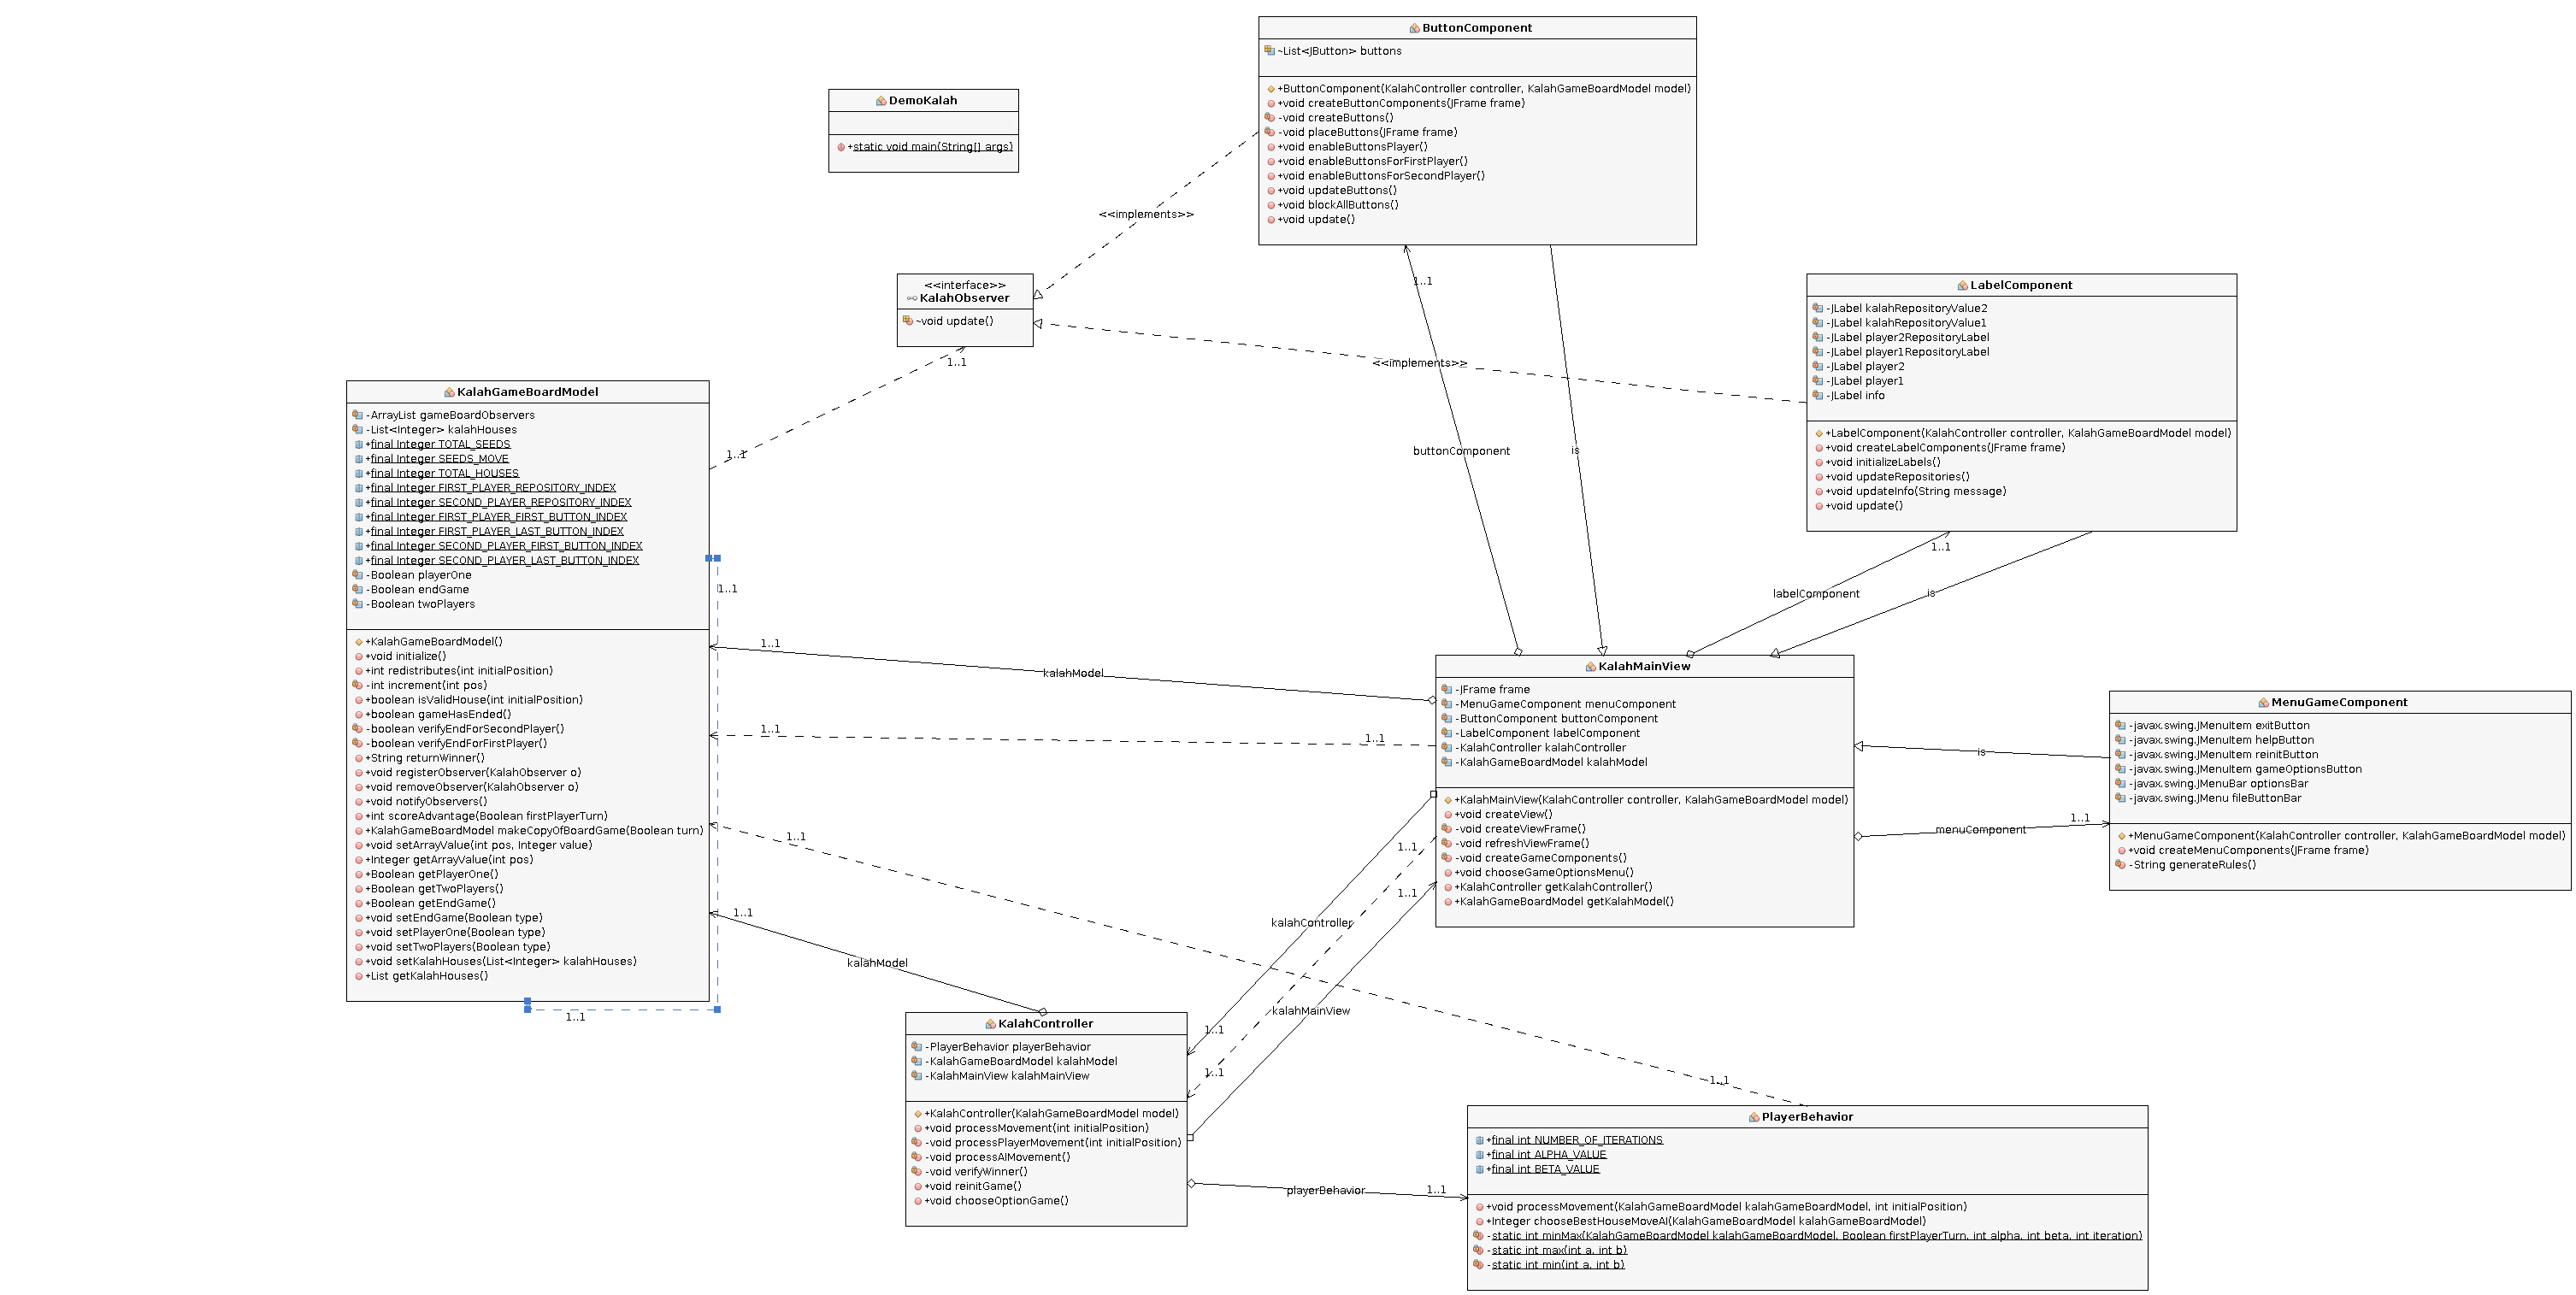 ButtonComponent
~List<JButton> buttons
+ButtonComponent(KalahController controller, KalahGameBoardModel model)
+void createButtonComponents(JFrame frame)
-void createButtons()
-void placeButtons(JFrame frame)
+void enableButtonsPlayer()
+void enableButtonsForFirstPlayer()
+void enableButtonsForSecondPlayer()
+void updateButtons()
+void blockAllButtons()
+void update()
DemoKalah
+static void main(String[] args)
<<implements>>
<<interface>>
KalahObserver
~void update()
1..1
1..1
<<implements>>
1..1
buttonComponent
is
LabelComponent
-JLabel kalahRepositoryValue2
-JLabel kalahRepositoryValue1
-JLabel player2RepositoryLabel
-JLabel player1RepositoryLabel
-JLabel player2
-JLabel player1
-JLabel info
+LabelComponent(KalahController controller, KalahGameBoardModel model)
+void createLabelComponents(JFrame frame)
+void initializeLabels()
+void updateRepositories()
+void updateInfo(String message)
+void update()
1..1
labelComponent
is
KalahGameBoardModel
-ArrayList gameBoardObservers
-List<Integer> kalahHouses
+final Integer TOTAL_SEEDS
+final Integer SEEDS_MOVE
+final Integer TOTAL_HOUSES
+final Integer FIRST_PLAYER_REPOSITORY_INDEX
+final Integer SECOND_PLAYER_REPOSITORY_INDEX
+final Integer FIRST_PLAYER_FIRST_BUTTON_INDEX
+final Integer FIRST_PLAYER_LAST_BUTTON_INDEX
+final Integer SECOND_PLAYER_FIRST_BUTTON_INDEX
+final Integer SECOND_PLAYER_LAST_BUTTON_INDEX
-Boolean playerOne
-Boolean endGame
-Boolean twoPlayers
+KalahGameBoardModel()
+void initialize()
+int redistributes(int initialPosition)
-int increment(int pos)
+boolean isValidHouse(int initialPosition)
+boolean gameHasEnded()
-boolean verifyEndForSecondPlayer()
-boolean verifyEndForFirstPlayer()
+String returnWinner()
+void registerObserver(KalahObserver o)
+void removeObserver(KalahObserver o)
+void notifyObservers()
+int scoreAdvantage(Boolean firstPlayerTurn)
+KalahGameBoardModel makeCopyOfBoardGame(Boolean turn)
+void setArrayValue(int pos, Integer value)
+Integer getArrayValue(int pos)
+Boolean getPlayerOne()
+Boolean getTwoPlayers()
+Boolean getEndGame()
+void setEndGame(Boolean type)
+void setPlayerOne(Boolean type)
+void setTwoPlayers(Boolean type)
+void setKalahHouses(List<Integer> kalahHouses)
+List getKalahHouses()
1..1
1..1
1..1
kalahModel
1..1
1..1
1..1
1..1
kalahModel
KalahMainView
-JFrame frame
-MenuGameComponent menuComponent
-ButtonComponent buttonComponent
-LabelComponent labelComponent
-KalahController kalahController
-KalahGameBoardModel kalahModel
+KalahMainView(KalahController controller, KalahGameBoardModel model)
+void createView()
-void createViewFrame()
-void refreshViewFrame()
-void createGameComponents()
+void chooseGameOptionsMenu()
+KalahController getKalahController()
+KalahGameBoardModel getKalahModel()
is
1..1
menuComponent
MenuGameComponent
-javax.swing.JMenuItem exitButton
-javax.swing.JMenuItem helpButton
-javax.swing.JMenuItem reinitButton
-javax.swing.JMenuItem gameOptionsButton
-javax.swing.JMenuBar optionsBar
-javax.swing.JMenu fileButtonBar
+MenuGameComponent(KalahController controller, KalahGameBoardModel model)
+void createMenuComponents(JFrame frame)
-String generateRules()
1..1
1..1
kalahController
kalahMainView
1..1
1..1
1..1
KalahController
-PlayerBehavior playerBehavior
-KalahGameBoardModel kalahModel
-KalahMainView kalahMainView
+KalahController(KalahGameBoardModel model)
+void processMovement(int initialPosition)
-void processPlayerMovement(int initialPosition)
-void processAIMovement()
-void verifyWinner()
+void reinitGame()
+void chooseOptionGame()
playerBehavior
1..1
PlayerBehavior
+final int NUMBER_OF_ITERATIONS
+final int ALPHA_VALUE
+final int BETA_VALUE
+void processMovement(KalahGameBoardModel kalahGameBoardModel, int initialPosition)
+Integer chooseBestHouseMoveAI(KalahGameBoardModel kalahGameBoardModel)
-static int minMax(KalahGameBoardModel kalahGameBoardModel, Boolean firstPlayerTurn, int alpha, int beta, int iteration)
-static int max(int a, int b)
-static int min(int a, int b)